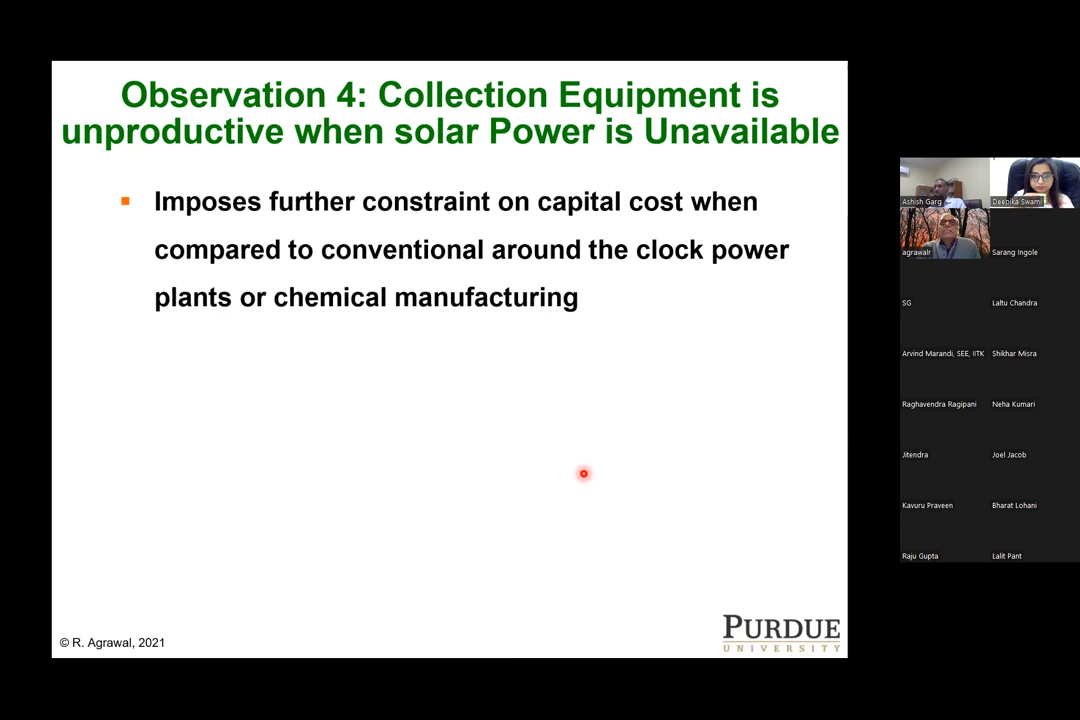 Observation 4: Collection Equipment is
unproductive when solar Power is Unavailable
▪ Imposes further constraint on capital cost when
compared to conventional around the clock power
plants or chemical manufacturing
© R. Agrawal, 2021
PURDUE
UNIVERSITY
Ashish Garg
Deepika Swami
agrawalr
Sarang Ingole
SG
Laltu Chandra
Arvind Marandi, SEE, IITK
Shikhar Misra
Raghavendra Ragipani
Neha Kumari
Jitendra
Joel Jacob
Kavuru Praveen
Bharat Lohani
Raju Gupta
Lalit Pant